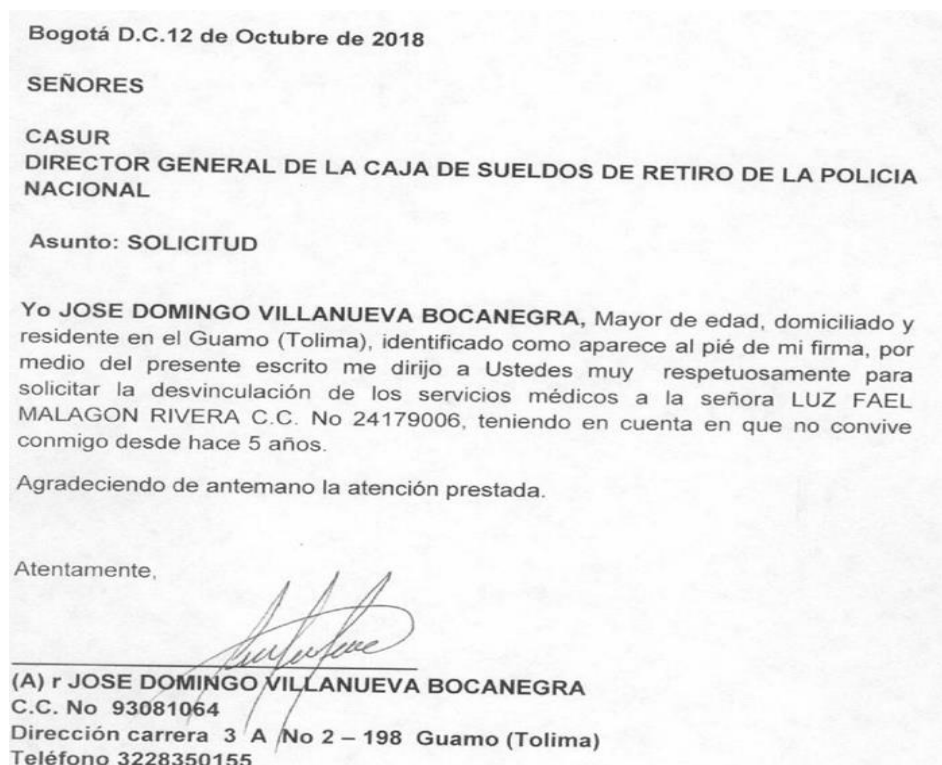 Bogotá D.C.12 de Octubre de 2018
SEÑORES
CASUR
DIRECTOR GENERAL DE LA CAJA DE SUELDOS DE RETIRO DE LA POLICIA
NACIONAL
Asunto: SOLICITUD
Yo JOSE DOMINGO VILLANUEVA BOCANEGRA, Mayor de edad, domiciliado y
residente en el Guamo (Tolima), identificado como aparece al pié de mi firma, por
medio del presente escrito me dirijo a Ustedes muy respetuosamente para
solicitar la desvinculación de los servicios médicos a la señora LUZ FAEL
MALAGON RIVERA C.C. No 24179006, teniendo en cuenta en que no convive
conmigo desde hace 5 años.
Agradeciendo de antemano la atención prestada.
Atentamente,
(A) r JOSE DOMINGO VILLANUEVA BOCANEGRA
C.C. No 93081064
Dirección carrera 3 A No 2 – 198 Guamo (Tolima)
Teléfono 3228350155